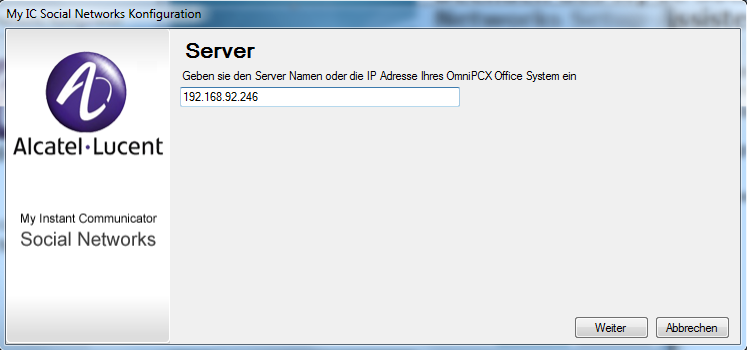 My IC Social Networks Konfiguration
Server
Geben sie den Server Namen oder die IP Adresse Ihres OmniPCX Office System ein
192.168.92.246
Alcatel·Lucent
My Instant Communicator
Social Networks
Weiter
Abbrechen